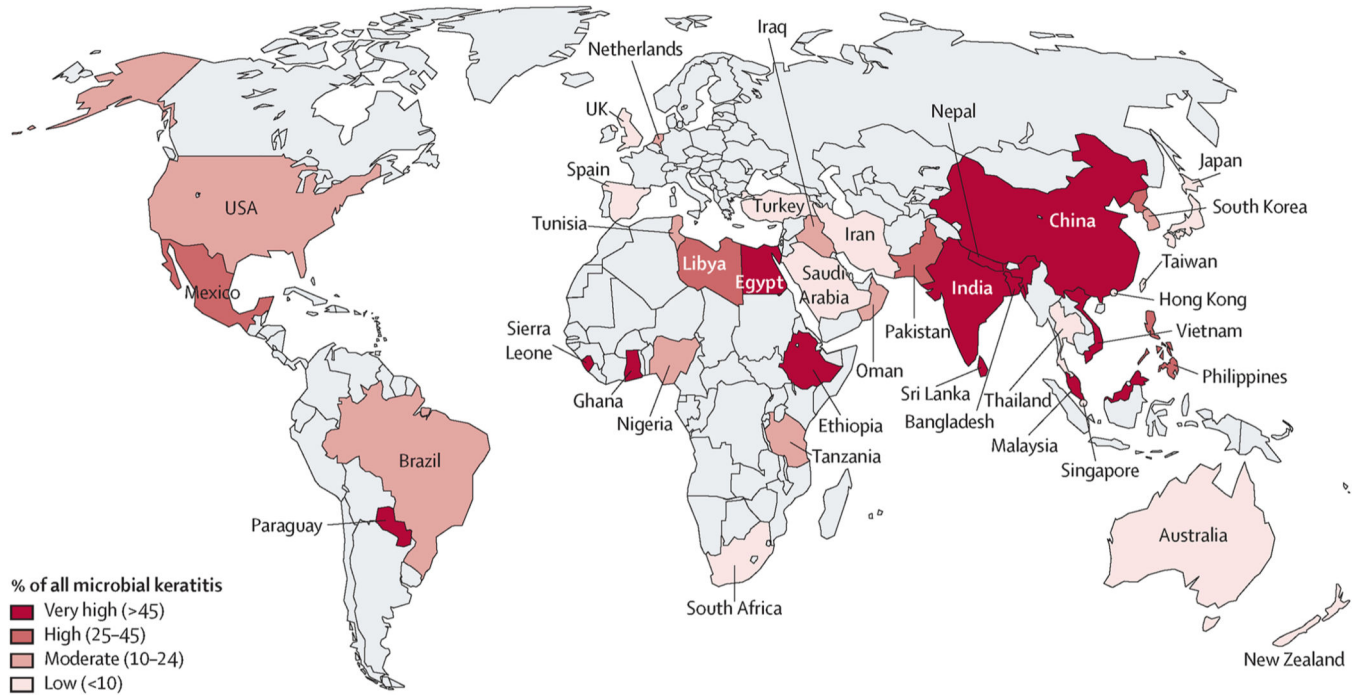 Iraq
Netherlands
UK
Nepal
Spain
Japan
USA
Turkey
South Korea
Tunisia
China
Iran
Libya
Taiwan
Egypt
Saudi
Arabia
India
Mexico
Hong Kong
Sierra
Leone
Pakistan
Vietnam
Oman
Philippines
Ghana
Sri Lanka
Thailand
Nigeria
Ethiopia
Bangladesh
Malaysia
Tanzania
Brazil
Singapore
Paraguay
Australia
% of all microbial keratitis
Very high (>45)
South Africa
High (25–45)
Moderate (10–24)
New Zealand
Low (<10)